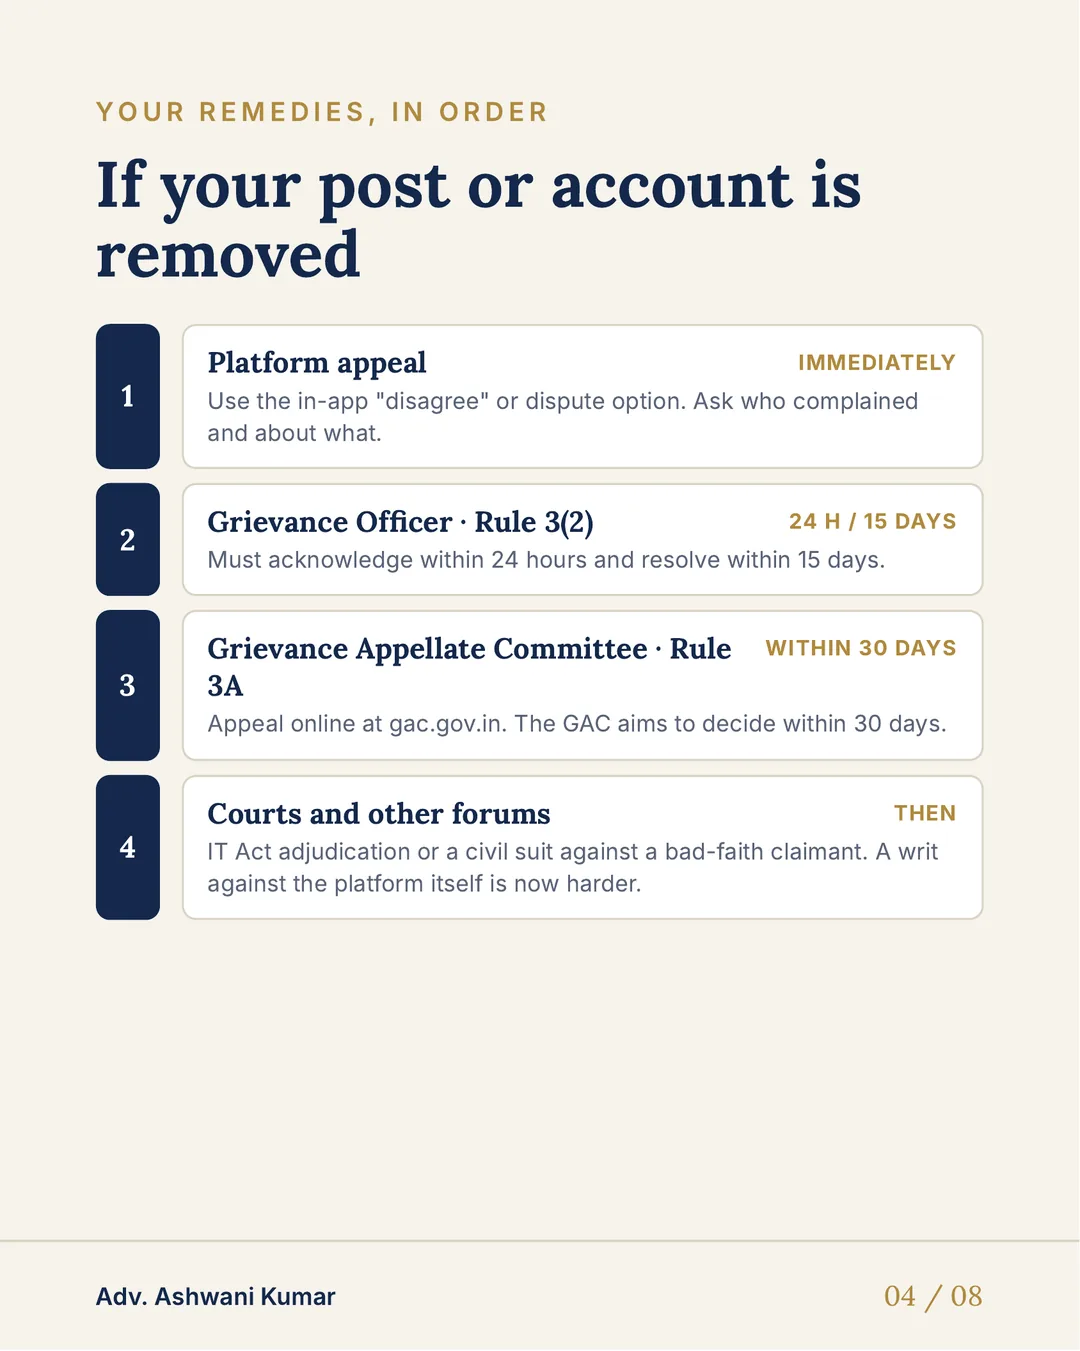 YOUR REMEDIES, IN ORDER
If your post or account is
removed
1
Platform appeal
IMMEDIATELY
Use the in-app "disagree" or dispute option. Ask who complained
and about what.
2
Grievance Officer · Rule 3(2)
24 H / 15 DAYS
Must acknowledge within 24 hours and resolve within 15 days.
3
Grievance Appellate Committee · Rule
3A
WITHIN 30 DAYS
Appeal online at gac.gov.in. The GAC aims to decide within 30 days.
4
Courts and other forums
THEN
IT Act adjudication or a civil suit against a bad-faith claimant. A writ
against the platform itself is now harder.
Adv. Ashwani Kumar
04 / 08